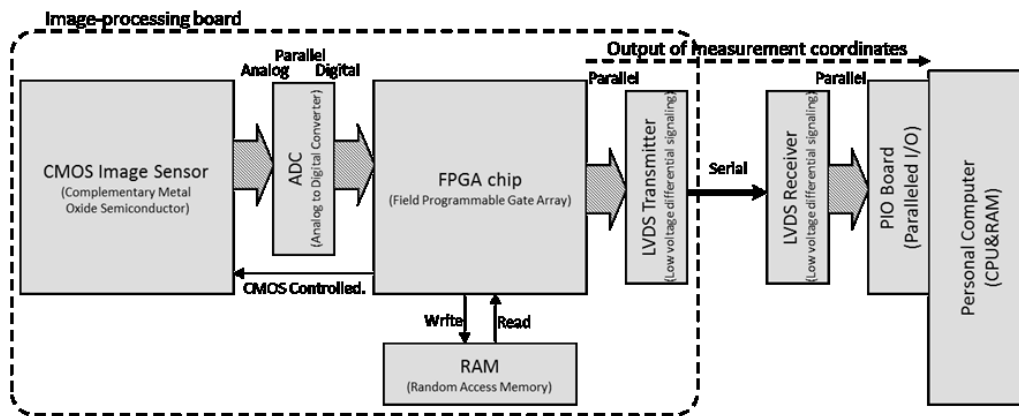 Image-processing board
Output of measurement coordinates
Parallel
Analog
Digital
Parallel
Parallel
CMOS Image Sensor
(Complementary Metal
Oxide Semiconductor)
ADC
(Analog to Digital Converter)
FPGA chip
(Field Programmable Gate Array)
LVDS Transmitter
(Low voltage differential signaling)
Serial
LVDS Receiver
(Low voltage differential signaling)
PIO Board
(Paralleled I/O)
Personal Computer
(CPU&RAM)
CMOS Controlled.
Write
Read
RAM
(Random Access Memory)